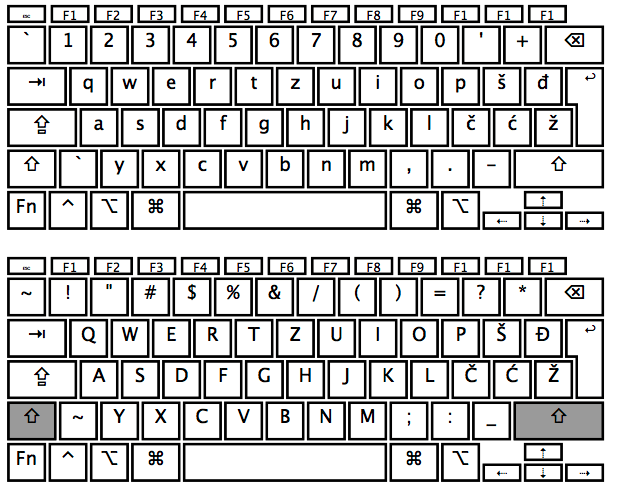 esc F1 F2 F3 F4 F5 F6 F7 F8 F9 F1 F1 F1
` 1 2 3 4 5 6 7 8 9 0 ' + ⌫
⇥ q w e r t z u i o p š đ ↩
⇪ a s d f g h j k l č ć ž
⇧ ` y x c v b n m , . - ⇧
Fn ^ ⌥ ⌘ ⌘ ⌥ ⇠ ⇡ ⇣ ⇢
esc F1 F2 F3 F4 F5 F6 F7 F8 F9 F1 F1 F1
~ ! " # $ % & / ( ) = ? * ⌫
⇥ Q W E R T Z U I O P Š Đ ↩
⇪ A S D F G H J K L Č Ć Ž
⇧ ~ Y X C V B N M ; : _ ⇧
Fn ^ ⌥ ⌘ ⌘ ⌥ ⇠ ⇡ ⇣ ⇢